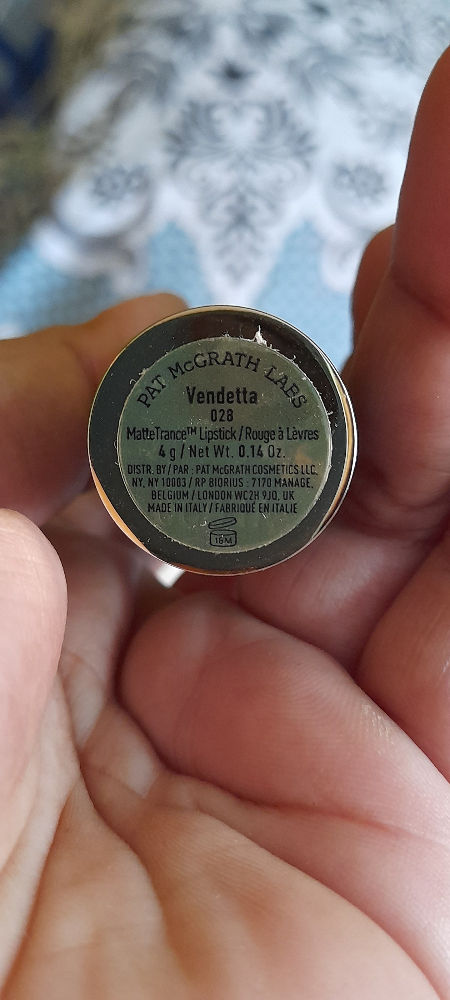 PAT McGRATH LABS
Vendetta
028
MatteTrance™ Lipstick / Rouge à Lèvres
4 g / Net Wt. 0.14 Oz.
DISTR. BY / PAR : PAT McGRATH COSMETICS LLC,
NY, NY 10003 / RP BIORIUS : 7170 MANAGE,
BELGIUM / LONDON WC2H 9JQ, UK
MADE IN ITALY / FABRIQUÉ EN ITALIE
18M